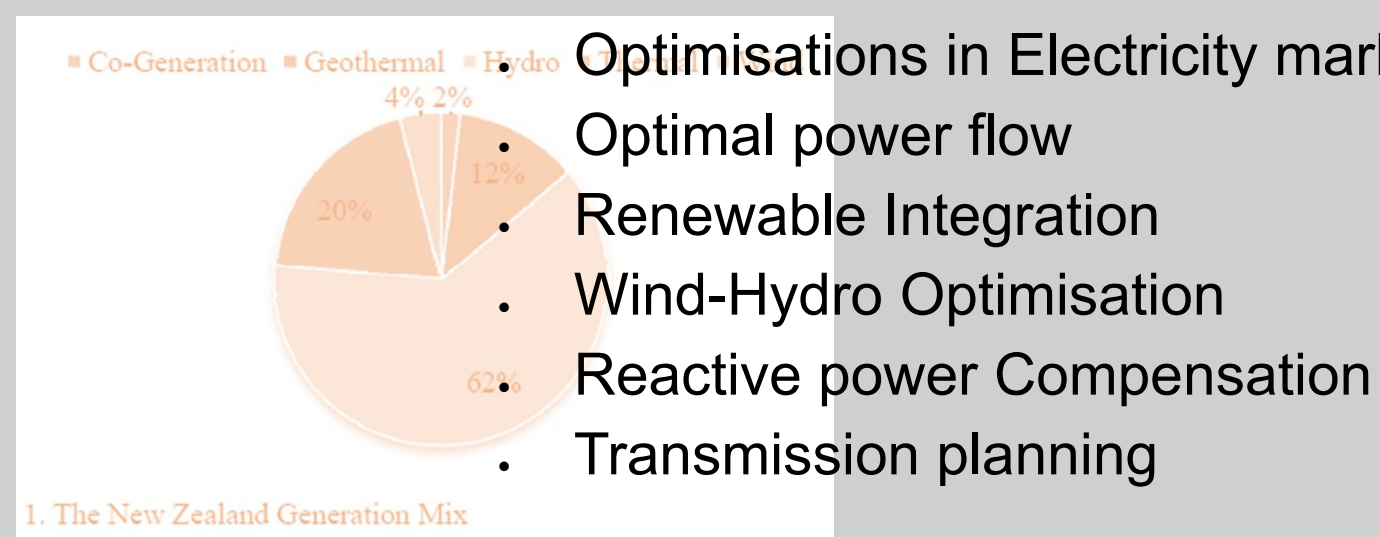 Co-Generation Geothermal Hydro Thermal
4% 2%
12%
20%
62%
1. The New Zealand Generation Mix
Optimisations in Electricity
Optimal power flow
Renewable Integration
Wind-Hydro Optimisation
Reactive power Compensation
Transmission planning